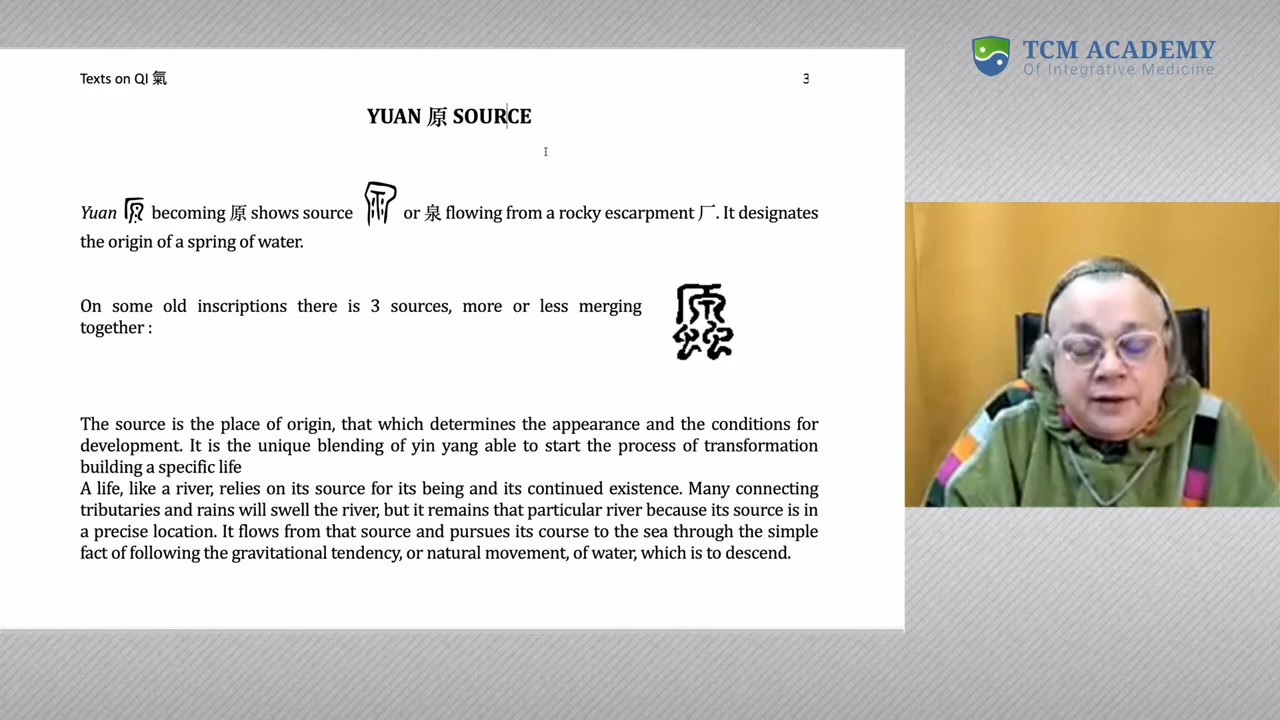 TCM ACADEMY
Of Integrative Medicine
Texts on QI 氣
3
YUAN 原 SOURCE
Yuan becoming 原 shows source or 泉 flowing from a rocky escarpment 厂. It designates
the origin of a spring of water.
On some old inscriptions there is 3 sources, more or less merging
together :
The source is the place of origin, that which determines the appearance and the conditions for
development. It is the unique blending of yin yang able to start the process of transformation
building a specific life
A life, like a river, relies on its source for its being and its continued existence. Many connecting
tributaries and rains will swell the river, but it remains that particular river because its source is in
a precise location. It flows from that source and pursues its course to the sea through the simple
fact of following the gravitational tendency, or natural movement, of water, which is to descend.